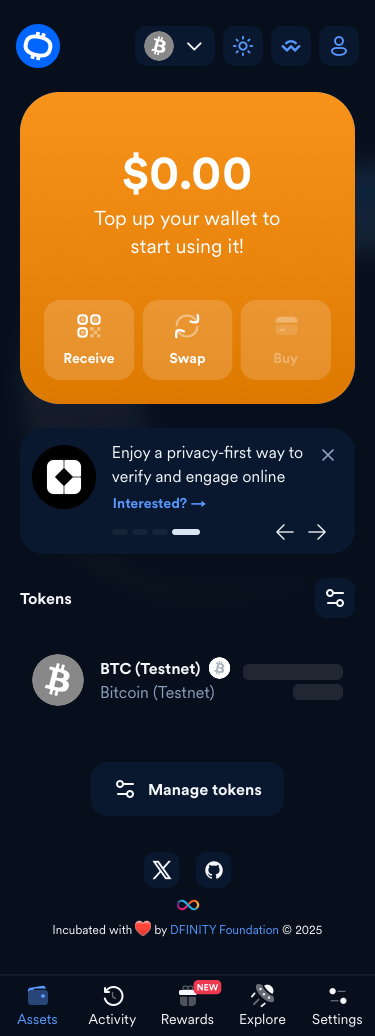 $0.00
Top up your wallet to
start using it!
Receive
Swap
Buy
Enjoy a privacy-first way to
verify and engage online
Interested? →
Tokens
BTC (Testnet)
Bitcoin (Testnet)
Manage tokens
Incubated with ❤️ by DFINITY Foundation © 2025
NEW
Assets
Activity
Rewards
Explore
Settings